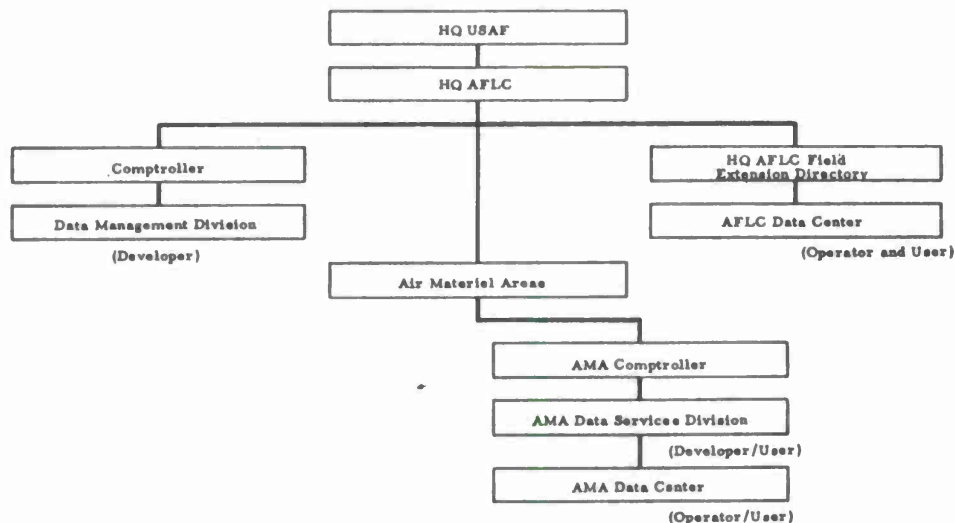 HQ USAF
HQ AFLC
Comptroller
HQ AFLC Field
Extension Directory
Data Management Division
AFLC Data Center
(Developer)
(Operator and User)
Air Materiel Areas
AMA Comptroller
AMA Data Services Division
(Developer/User)
AMA Data Center
(Operator/User)